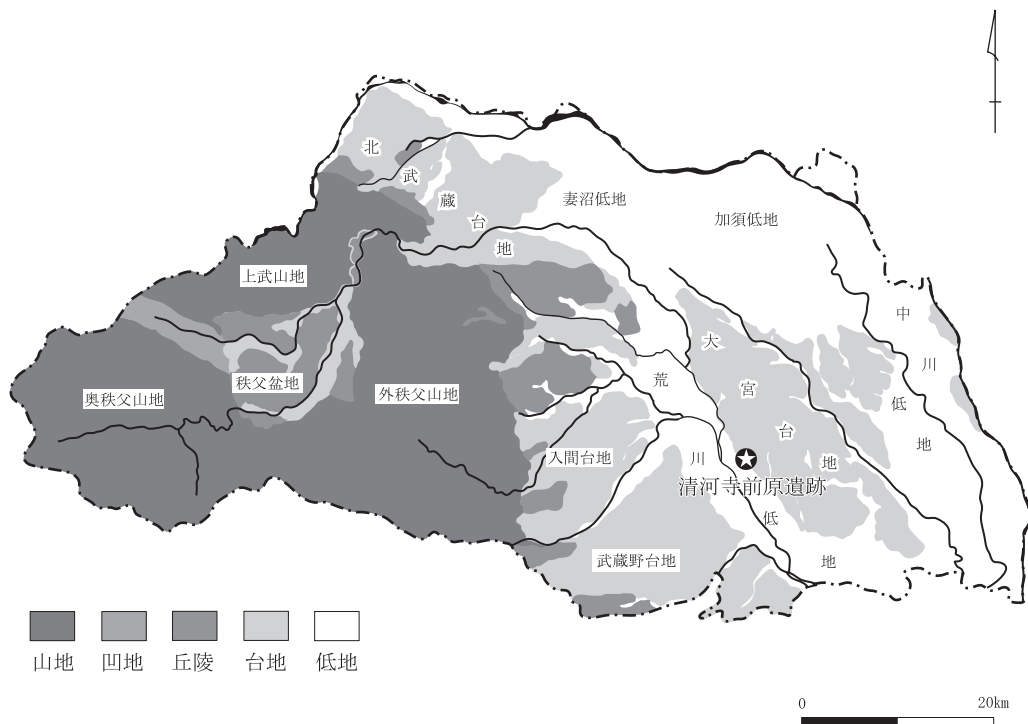 北武蔵台地
妻沼低地
加須低地
上武山地
中川低地
大宮台地
秩父盆地
奥秩父山地
外秩父山地
荒川低地
入間台地
清河寺前原遺跡
武蔵野台地
山地
凹地
丘陵
台地
低地
0
20km